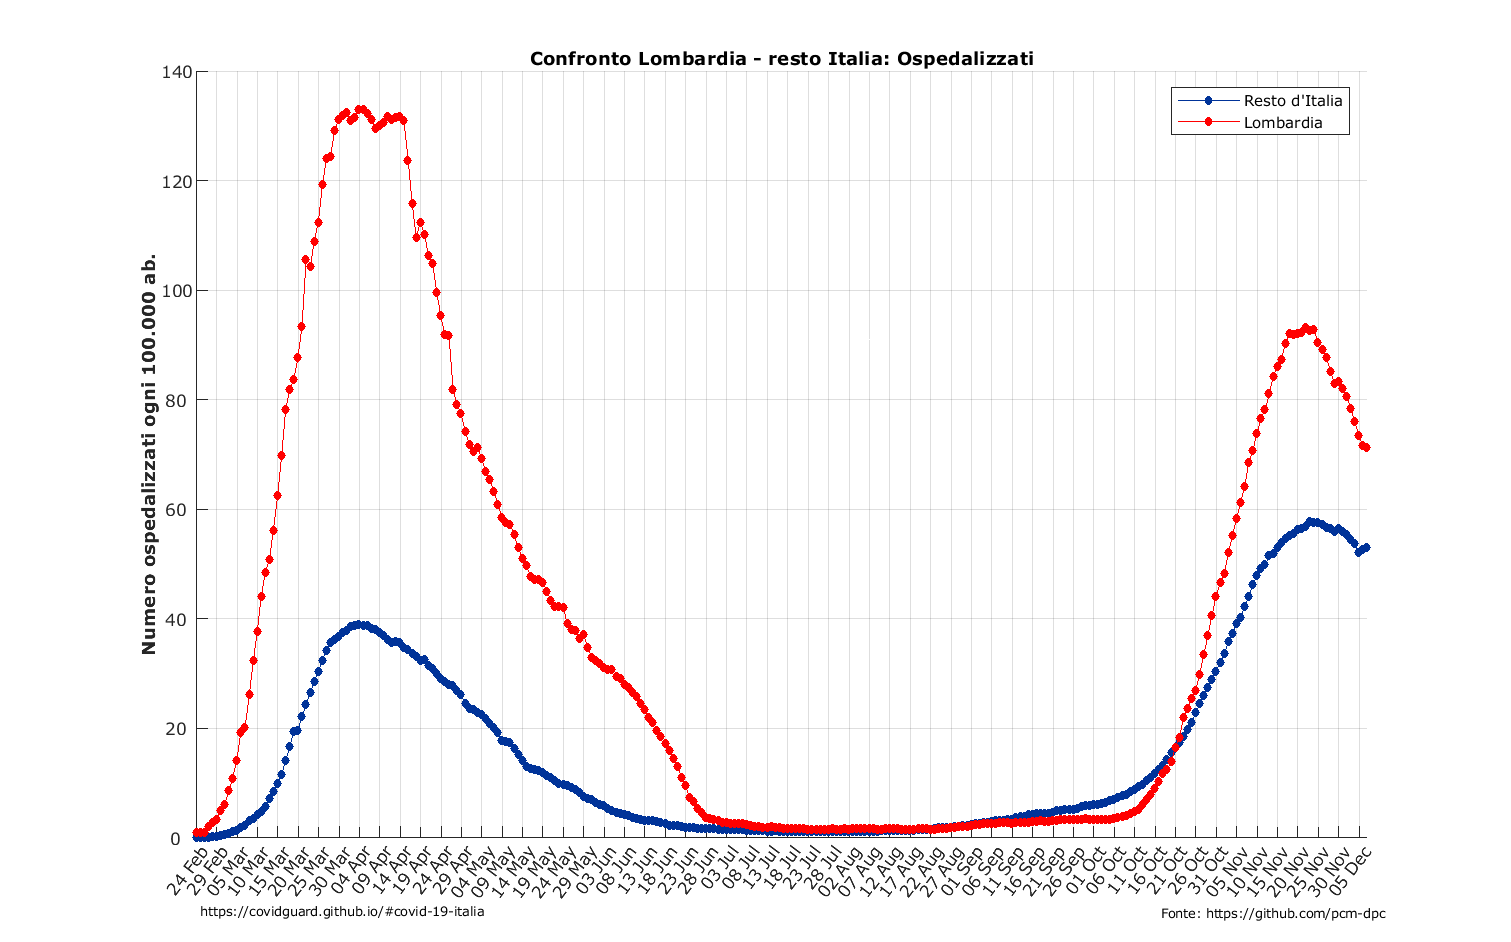 Confronto Lombardia - resto Italia: Ospedalizzati
Resto d'Italia
Lombardia
Numero ospedalizzati ogni 100.000 ab.
140
120
100
80
60
40
20
0
24 Feb
29 Feb
05 Mar
10 Mar
15 Mar
20 Mar
25 Mar
30 Mar
04 Apr
09 Apr
14 Apr
19 Apr
24 Apr
29 Apr
04 May
09 May
14 May
19 May
24 May
29 May
03 Jun
08 Jun
13 Jun
18 Jun
23 Jun
28 Jun
03 Jul
08 Jul
13 Jul
18 Jul
23 Jul
28 Jul
02 Aug
07 Aug
12 Aug
17 Aug
22 Aug
27 Aug
01 Sep
06 Sep
11 Sep
16 Sep
21 Sep
26 Sep
01 Oct
06 Oct
11 Oct
16 Oct
21 Oct
26 Oct
31 Oct
05 Nov
10 Nov
15 Nov
20 Nov
25 Nov
30 Nov
05 Dec
https://covidguard.github.io/#covid-19-italia
Fonte: https://github.com/pcm-dpc